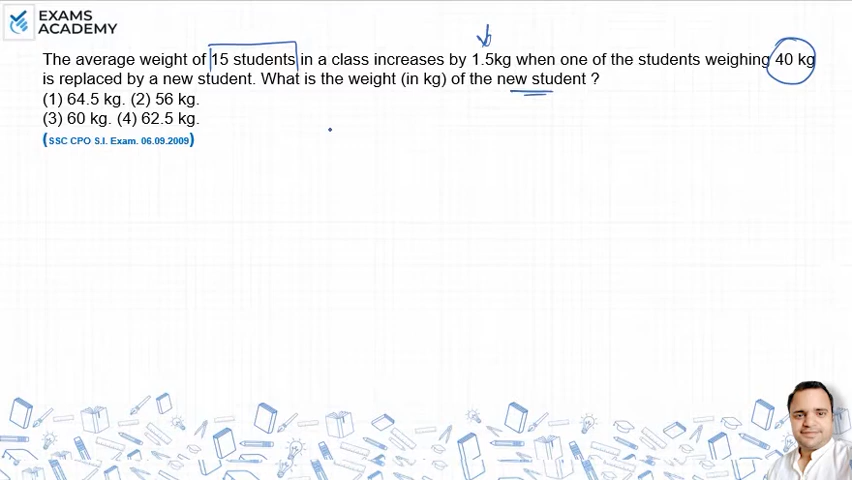 EXAMS
ACADEMY
The average weight of 15 students in a class increases by 1.5kg when one of the students weighing 40 kg
is replaced by a new student. What is the weight (in kg) of the new student ?
(1) 64.5 kg. (2) 56 kg.
(3) 60 kg. (4) 62.5 kg.
(SSC CPO S.I. Exam. 06.09.2009)